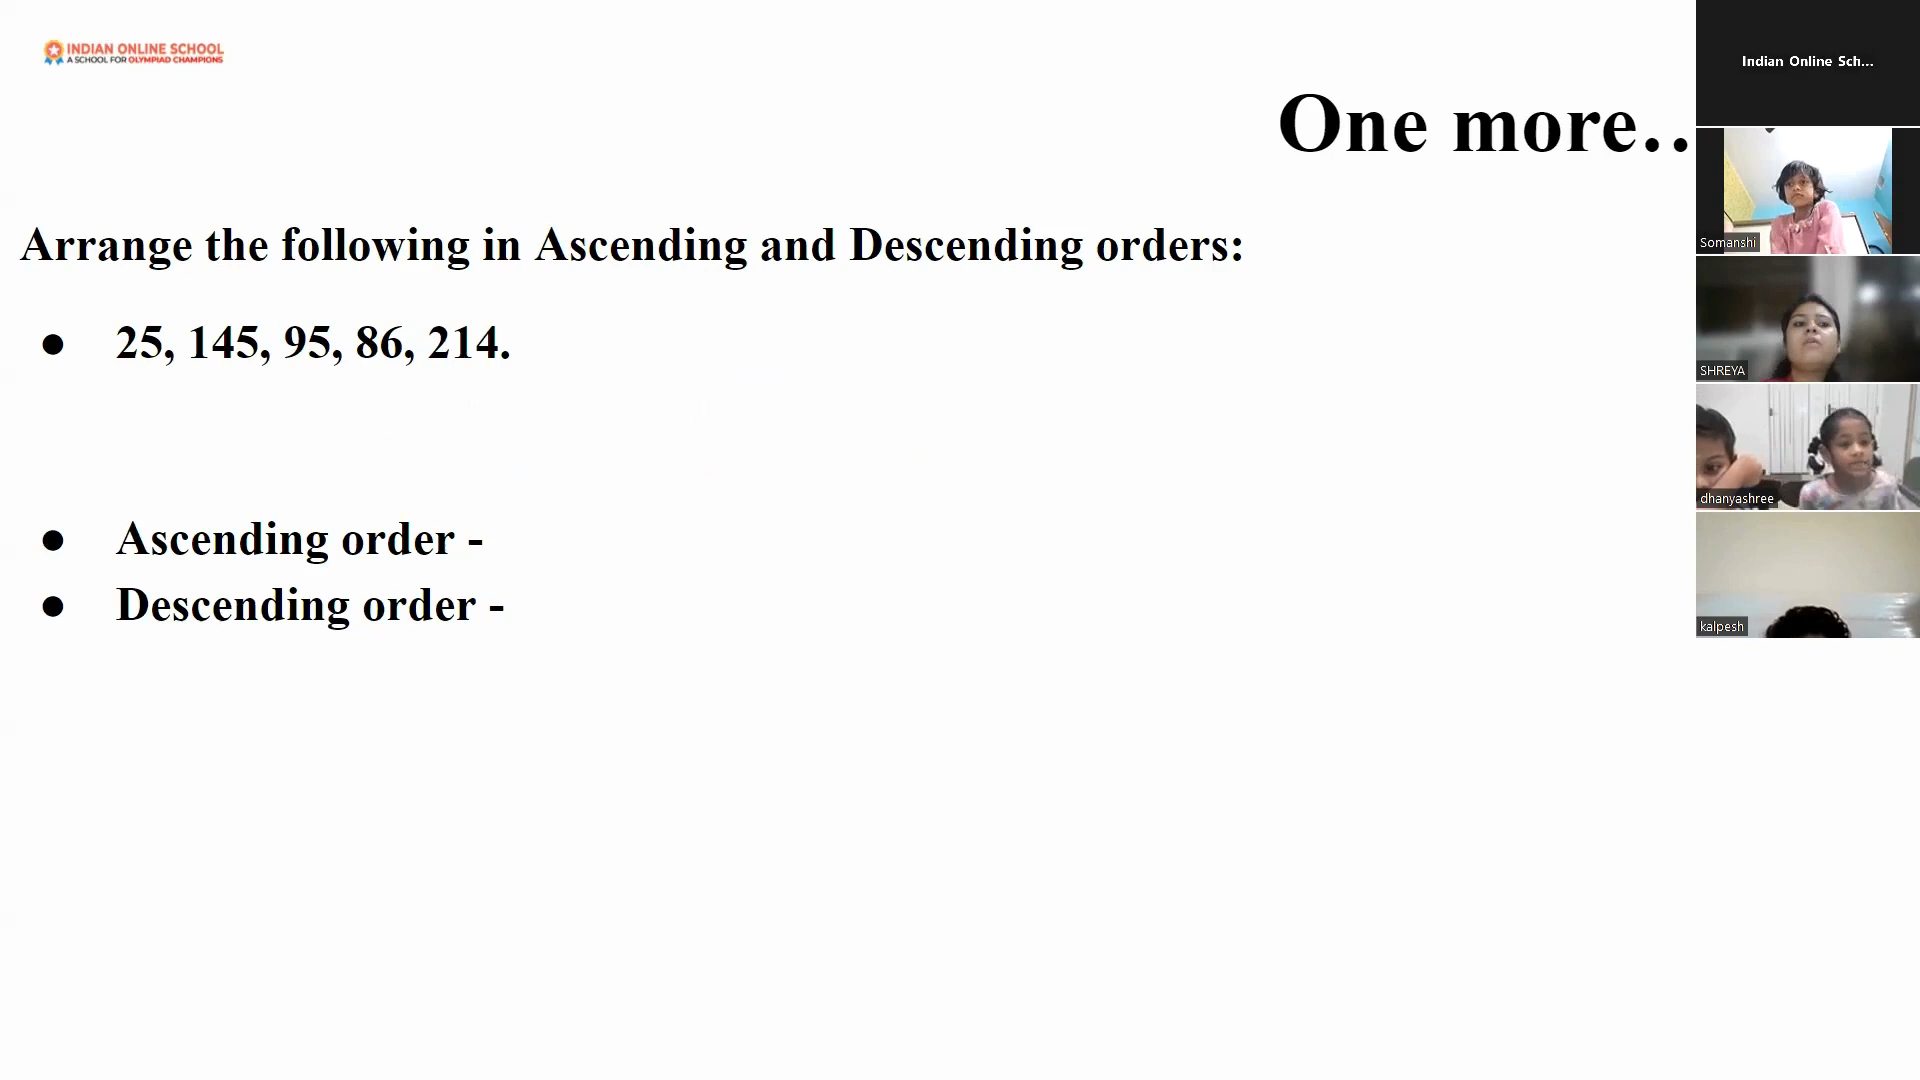 INDIAN ONLINE SCHOOL
A SCHOOL FOR OLYMPIAD CHAMPIONS
One more..
Arrange the following in Ascending and Descending orders:
● 25, 145, 95, 86, 214.
● Ascending order -
● Descending order -
Indian Online Sch...
Somanshi
SHREYA
dhanyashree
kalpesh